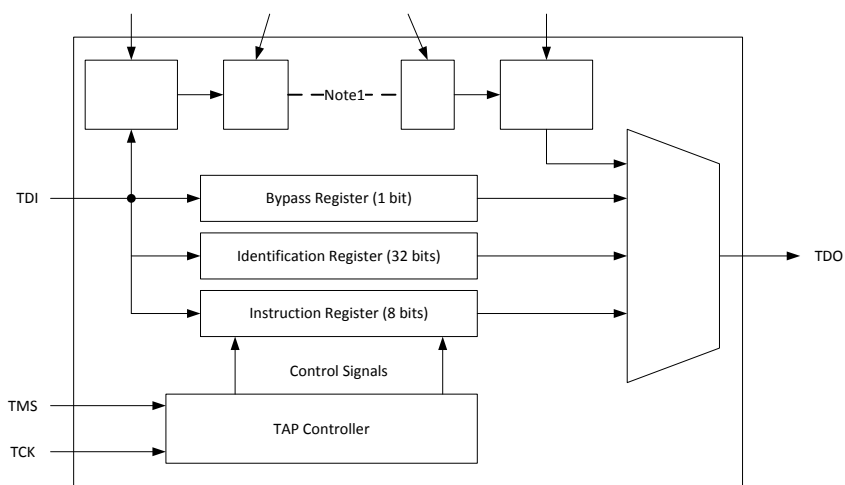 Note1
TDI
Bypass Register (1 bit)
Identification Register (32 bits)
TDO
Instruction Register (8 bits)
Control Signals
TMS
TAP Controller
TCK